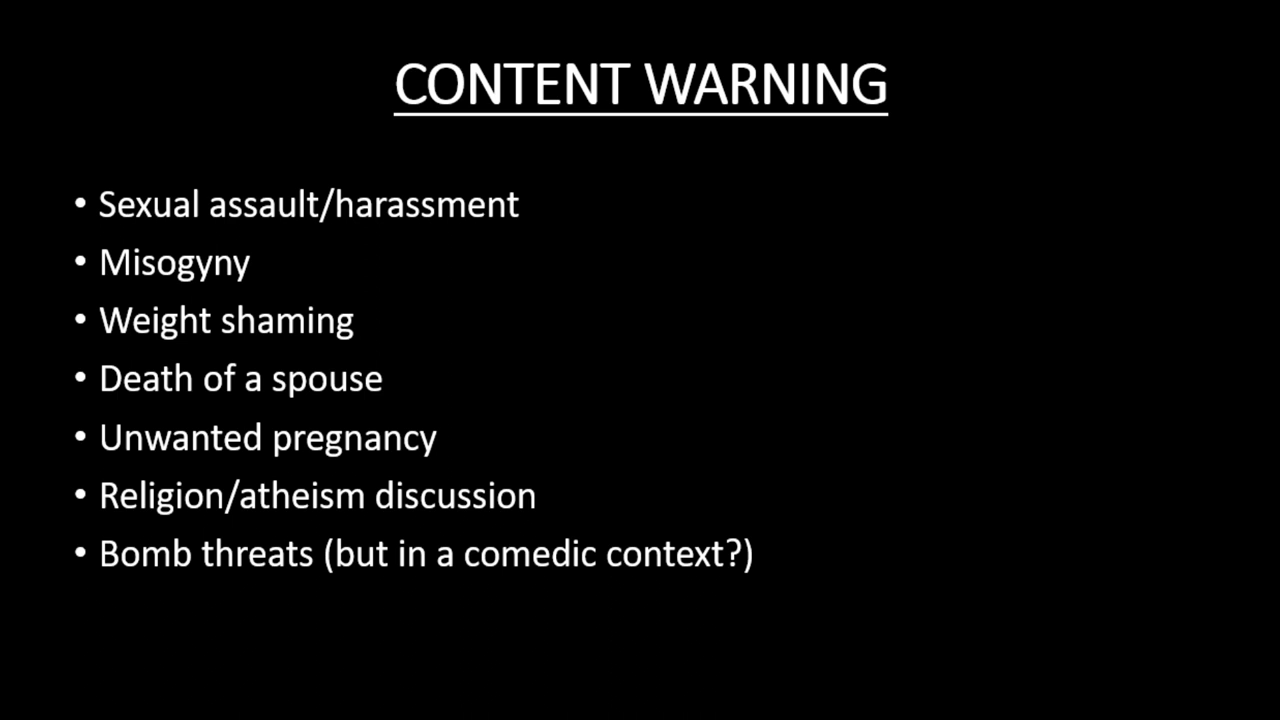 CONTENT WARNING
• Sexual assault/harassment
• Misogyny
• Weight shaming
• Death of a spouse
• Unwanted pregnancy
• Religion/atheism discussion
• Bomb threats (but in a comedic context?)